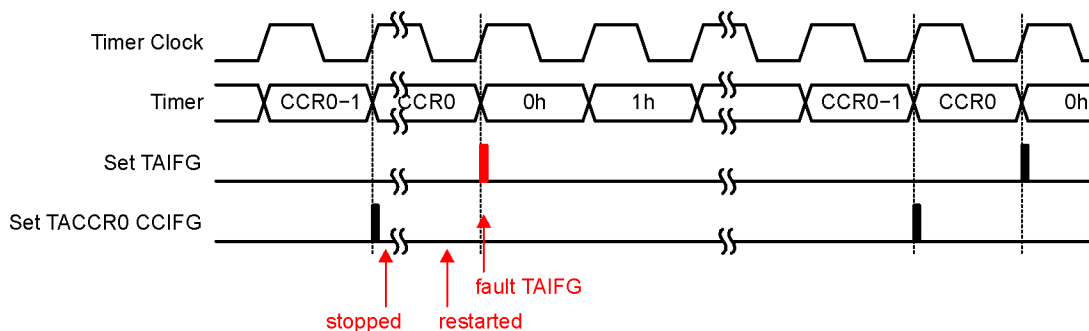 Timer Clock
Timer CCR0−1 CCR0 0h 1h CCR0−1 CCR0 0h
Set TAIFG
Set TACCR0 CCIFG
fault TAIFG
stopped restarted